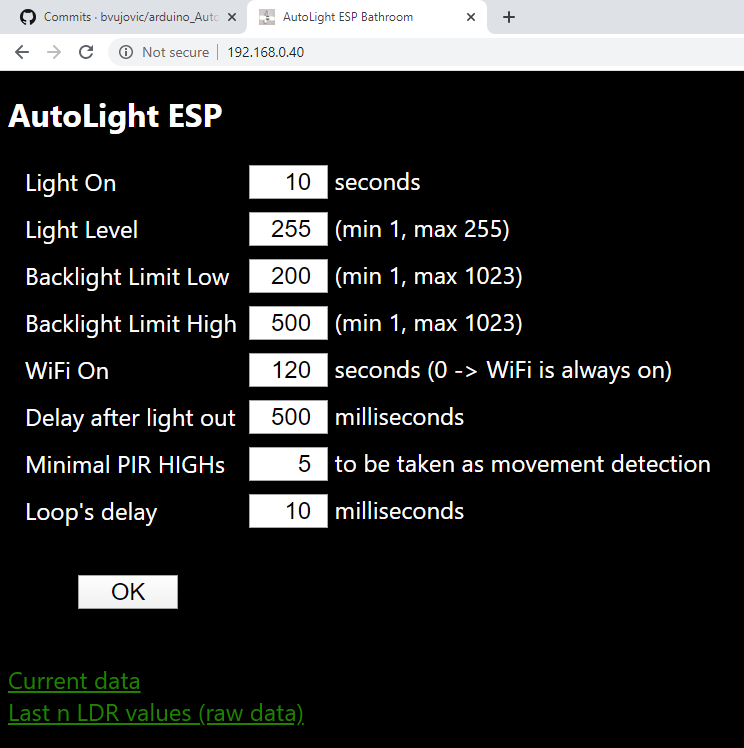 Commits · bvujovic/arduino_Auto
AutoLight ESP Bathroom
Not secure
192.168.0.40
AutoLight ESP
Light On 10 seconds
Light Level 255 (min 1, max 255)
Backlight Limit Low 200 (min 1, max 1023)
Backlight Limit High 500 (min 1, max 1023)
WiFi On 120 seconds (0 -> WiFi is always on)
Delay after light out 500 milliseconds
Minimal PIR HIGHs 5 to be taken as movement detection
Loop's delay 10 milliseconds
OK
Current data
Last n LDR values (raw data)